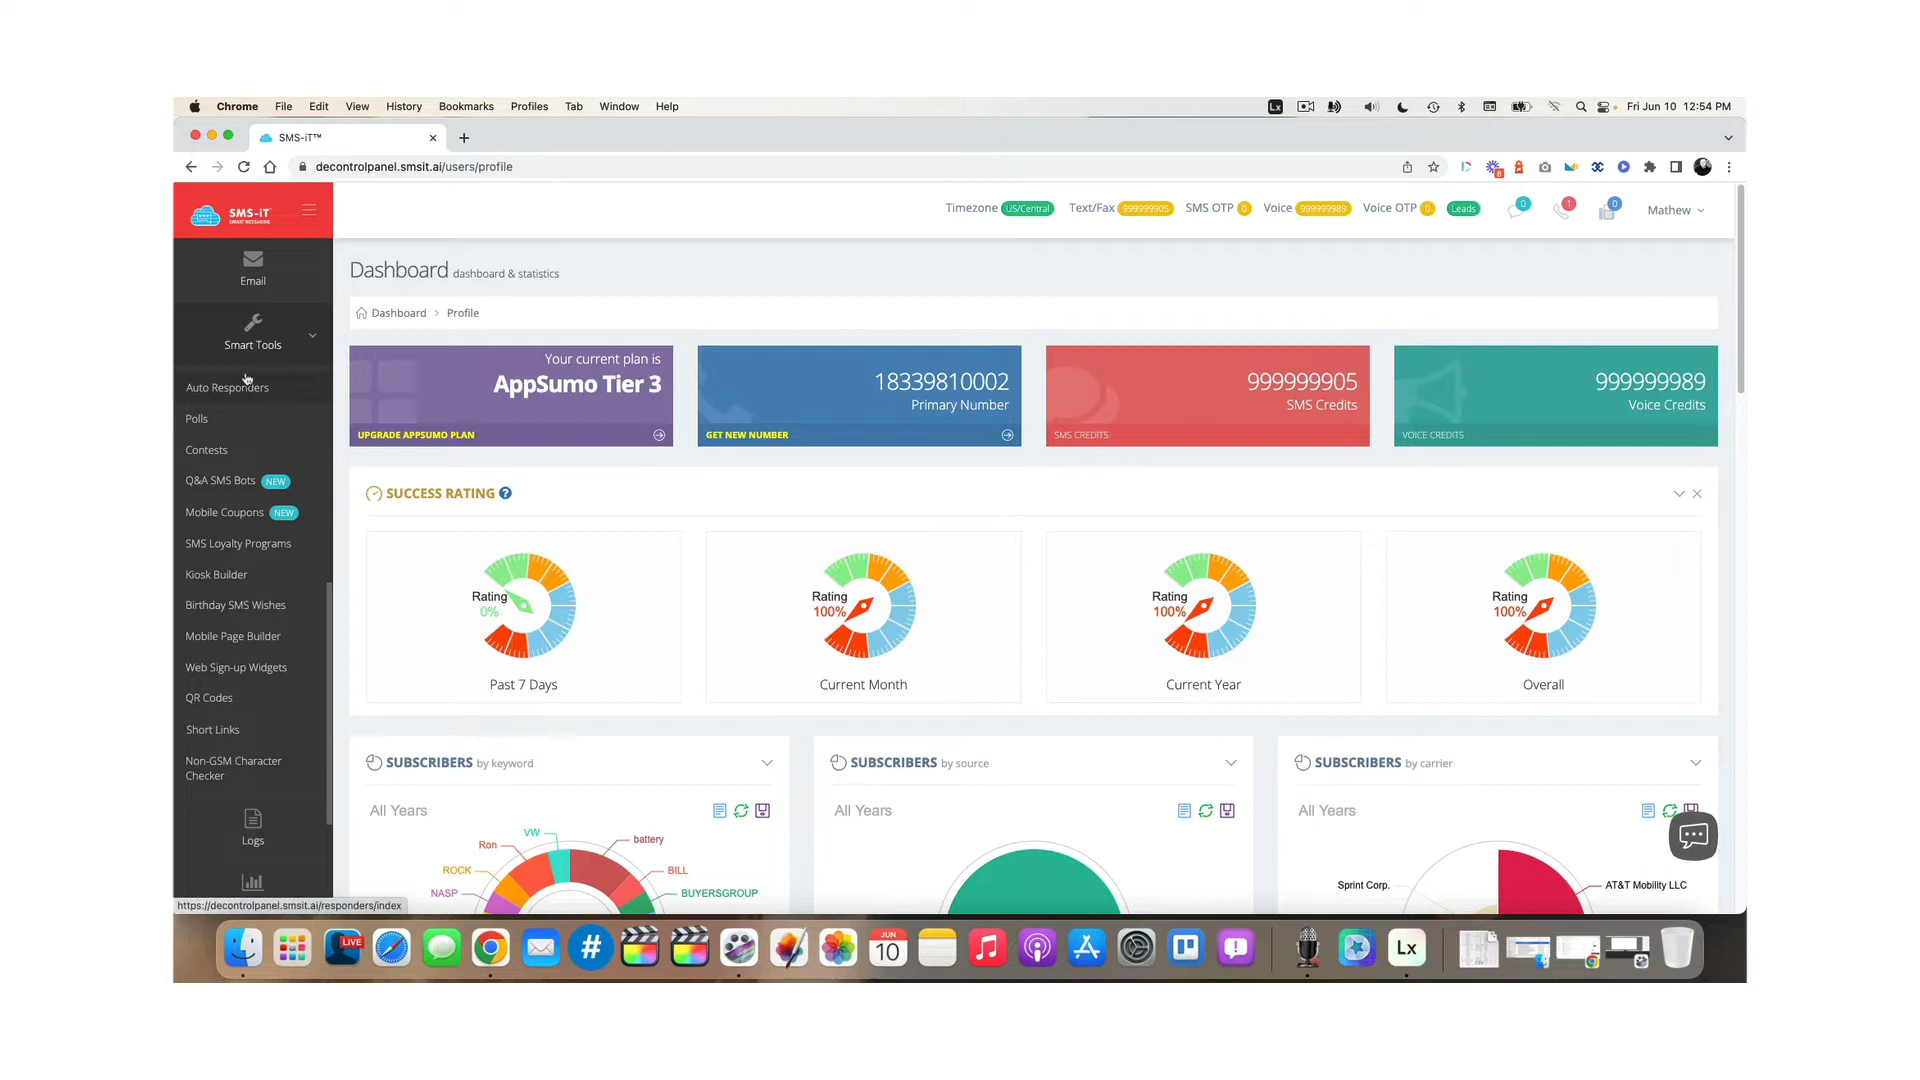 Chrome File Edit View History Bookmarks Profiles Tab Window Help Lx Fri Jun 10 12:54 PM
SMS-iT™
decontrolpanel.smsit.ai/users/profile 8
SMS-iT
SMART MESSAGING
Timezone US/Central Text/Fax 999999905 SMS OTP 0 Voice 999999989 Voice OTP 0 Leads 0 1 0 Mathew
Email
Smart Tools
Auto Responders
Polls
Contests
Q&A SMS Bots NEW
Mobile Coupons NEW
SMS Loyalty Programs
Kiosk Builder
Birthday SMS Wishes
Mobile Page Builder
Web Sign-up Widgets
QR Codes
Short Links
Non-GSM Character
Checker
Logs
Dashboard dashboard & statistics
Dashboard > Profile
Your current plan is
AppSumo Tier 3
UPGRADE APPSUMO PLAN
18339810002
Primary Number
GET NEW NUMBER
999999905
SMS Credits
SMS CREDITS
999999989
Voice Credits
VOICE CREDITS
SUCCESS RATING ?
Rating
0%
Past 7 Days
Rating
100%
Current Month
Rating
100%
Current Year
Rating
100%
Overall
SUBSCRIBERS by keyword
All Years
VW
battery
Ron
BILL
ROCK
BUYERSGROUP
NASP
SUBSCRIBERS by source
All Years
SUBSCRIBERS by carrier
All Years
Sprint Corp.
AT&T Mobility LLC
https://decontrolpanel.smsit.ai/responders/index
LIVE # JUN
10 Lx